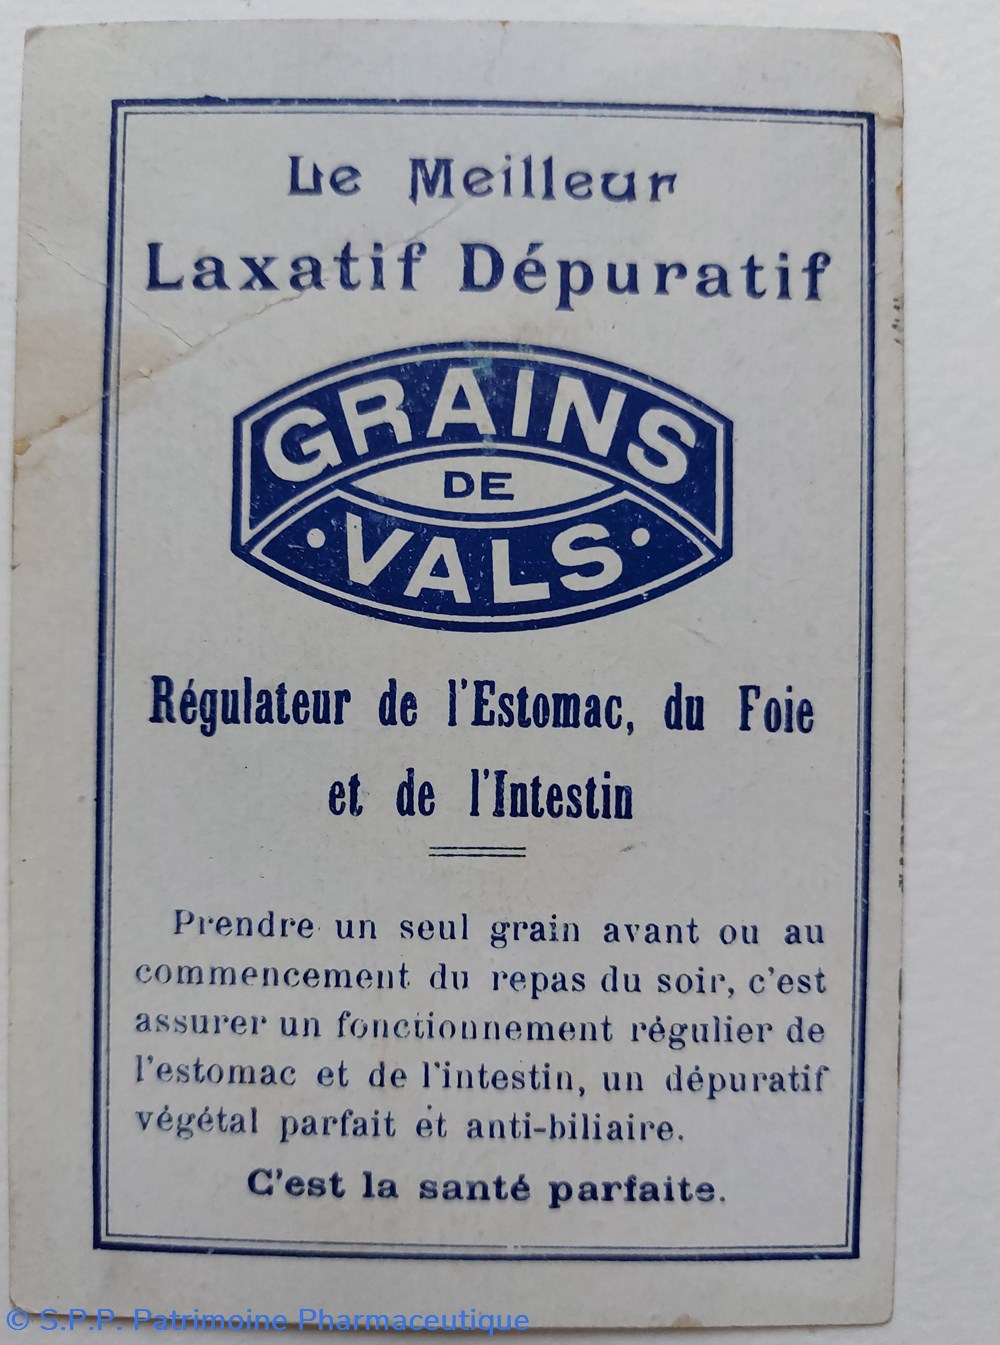 Le Meilleur
Laxatif Dépuratif
GRAINS
DE
·VALS·
Régulateur de l'Estomac, du Foie
et de l'Intestin
Prendre un seul grain avant ou au
commencement du repas du soir, c'est
assurer un fonctionnement régulier de
l'estomac et de l'intestin, un dépuratif
végétal parfait et anti-biliaire.
C'est la santé parfaite.
© S.P.P. Patrimoine Pharmaceutique